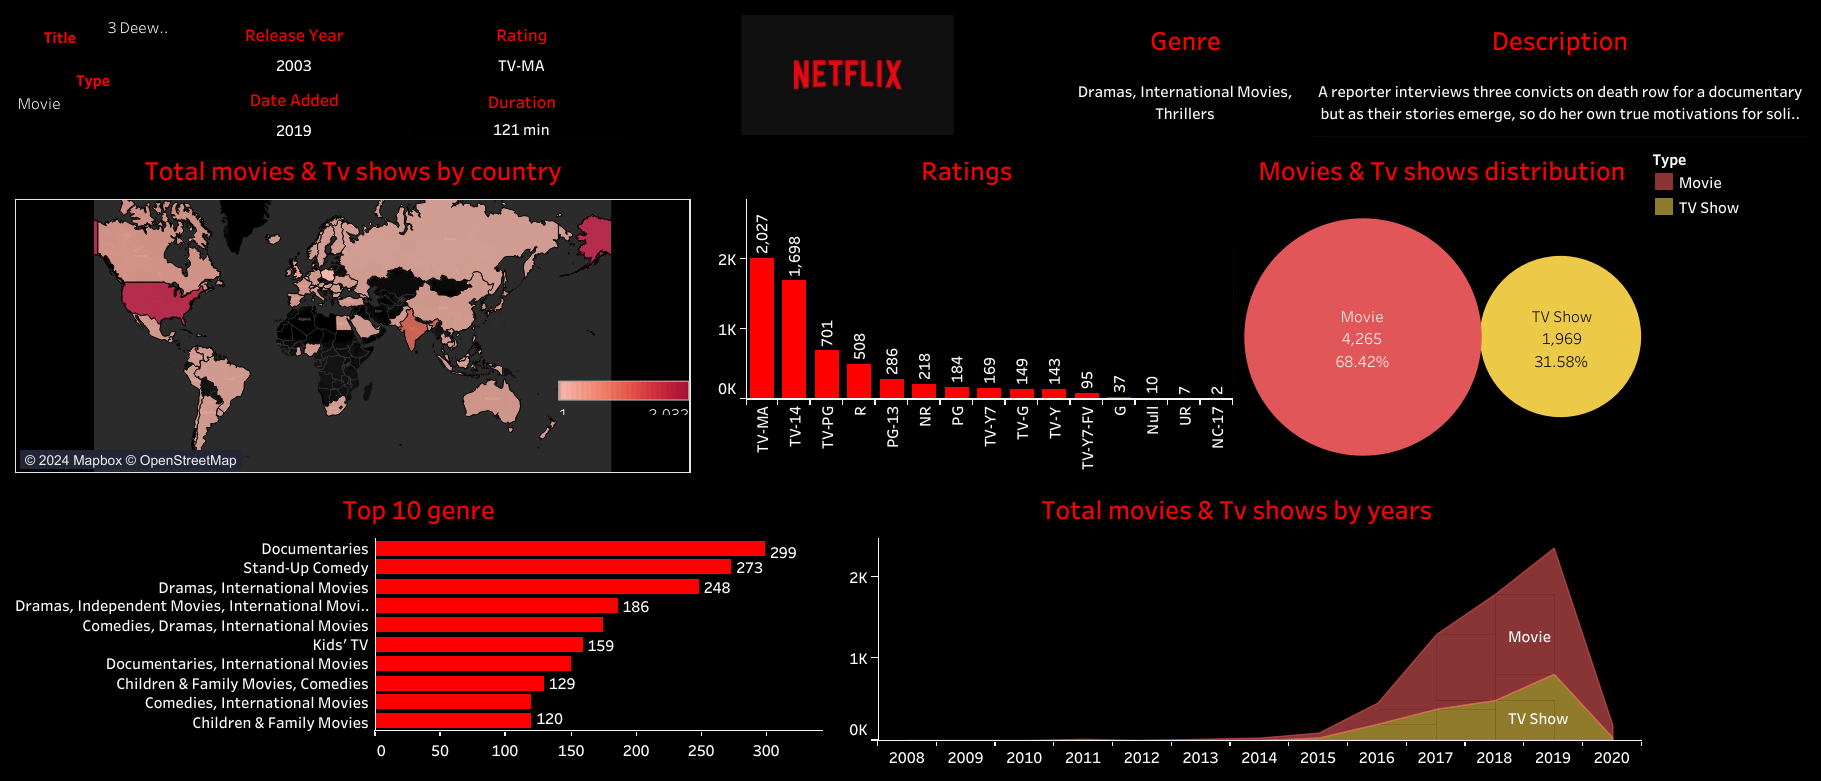 Title
3 Deew..
Type
Movie
Release Year
2003
Date Added
2019
Rating
TV-MA
Duration
121 min
NETFLIX
Genre
Dramas, International Movies,
Thrillers
Description
A reporter interviews three convicts on death row for a documentary
but as their stories emerge, so do her own true motivations for soli..
Total movies & Tv shows by country
1
2,032
© 2024 Mapbox © OpenStreetMap
Ratings
2K
1K
0K
2,027
1,698
701
508
286
218
184
169
149
143
95
37
10
7
2
TV-MA
TV-14
TV-PG
R
PG-13
NR
PG
TV-Y7
TV-G
TV-Y
TV-Y7-FV
G
Null
UR
NC-17
Movies & Tv shows distribution
Type
Movie
TV Show
Movie
4,265
68.42%
TV Show
1,969
31.58%
Top 10 genre
Documentaries
299
Stand-Up Comedy
273
Dramas, International Movies
248
Dramas, Independent Movies, International Movi..
186
Comedies, Dramas, International Movies
Kids’ TV
159
Documentaries, International Movies
Children & Family Movies, Comedies
129
Comedies, International Movies
Children & Family Movies
120
0 50 100 150 200 250 300
Total movies & Tv shows by years
2K
1K
0K
Movie
TV Show
2008 2009 2010 2011 2012 2013 2014 2015 2016 2017 2018 2019 2020